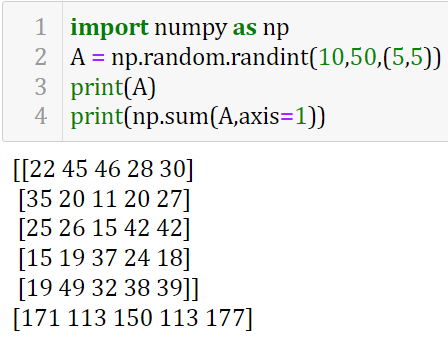 1 import numpy as np
2 A = np.random.randint(10,50,(5,5))
3 print(A)
4 print(np.sum(A,axis=1))
[[22 45 46 28 30]
[35 20 11 20 27]
[25 26 15 42 42]
[15 19 37 24 18]
[19 49 32 38 39]]
[171 113 150 113 177]